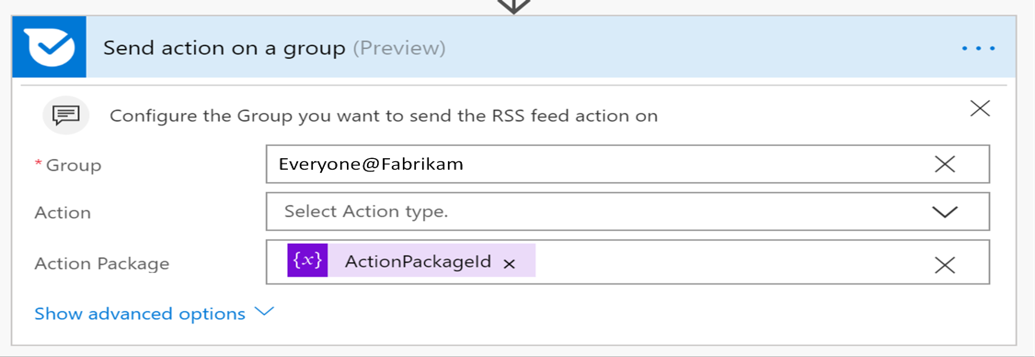 Send action on a group (Preview)
Configure the Group you want to send the RSS feed action on
* Group Everyone@Fabrikam
Action Select Action type.
Action Package {x} ActionPackageId ×
Show advanced options